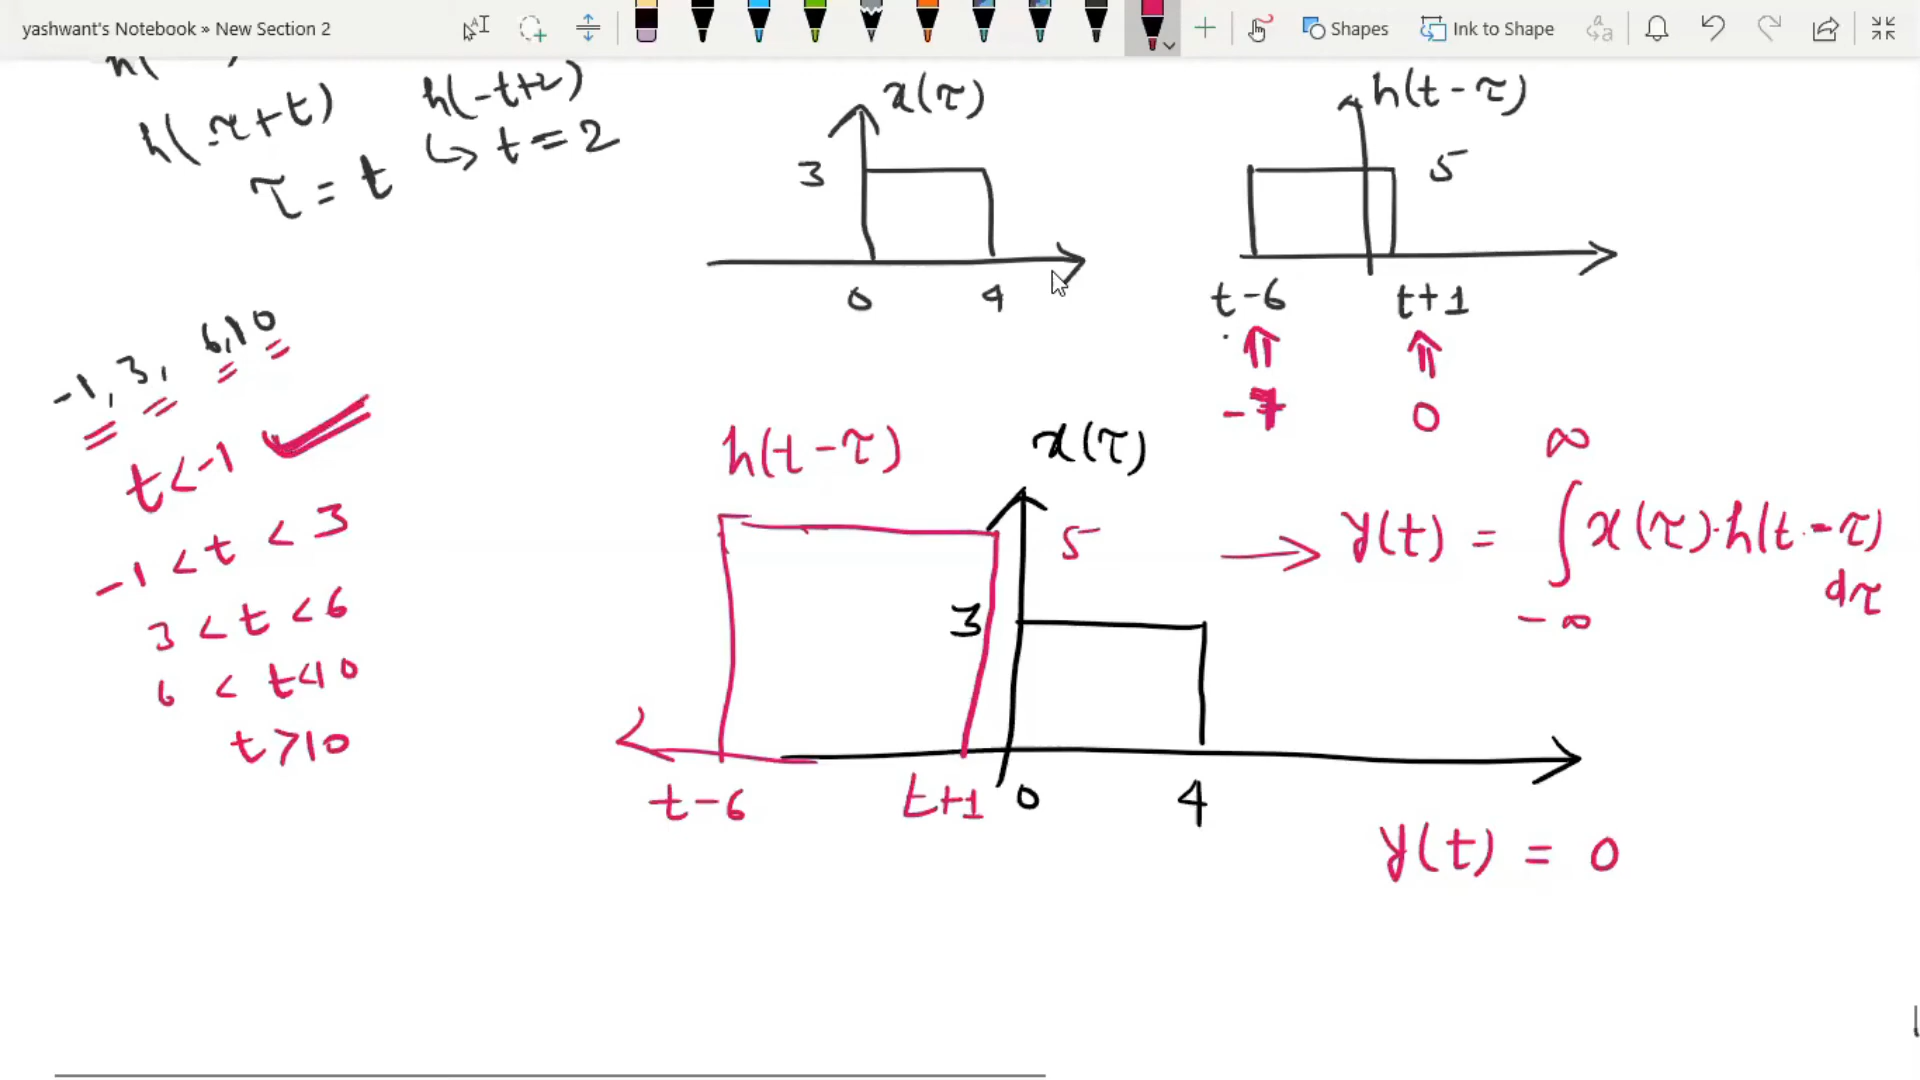 yashwant's Notebook » New Section 2
Shapes
Ink to Shape
h(-τ+t)
h(-t+2)
↳ t = 2
τ = t
x(τ)
3
0
4
h(t-τ)
5
t-6
t+1
0
-1, 3, 6, 10
t<-1
-1 < t < 3
3 < t < 6
6 < t<10
t >10
h(t-τ)
x(τ)
5
3
t-6
t+1
0
4
→ y(t) = ∫ x(τ)·h(t-τ)
dτ
∞
-∞
y(t) = 0